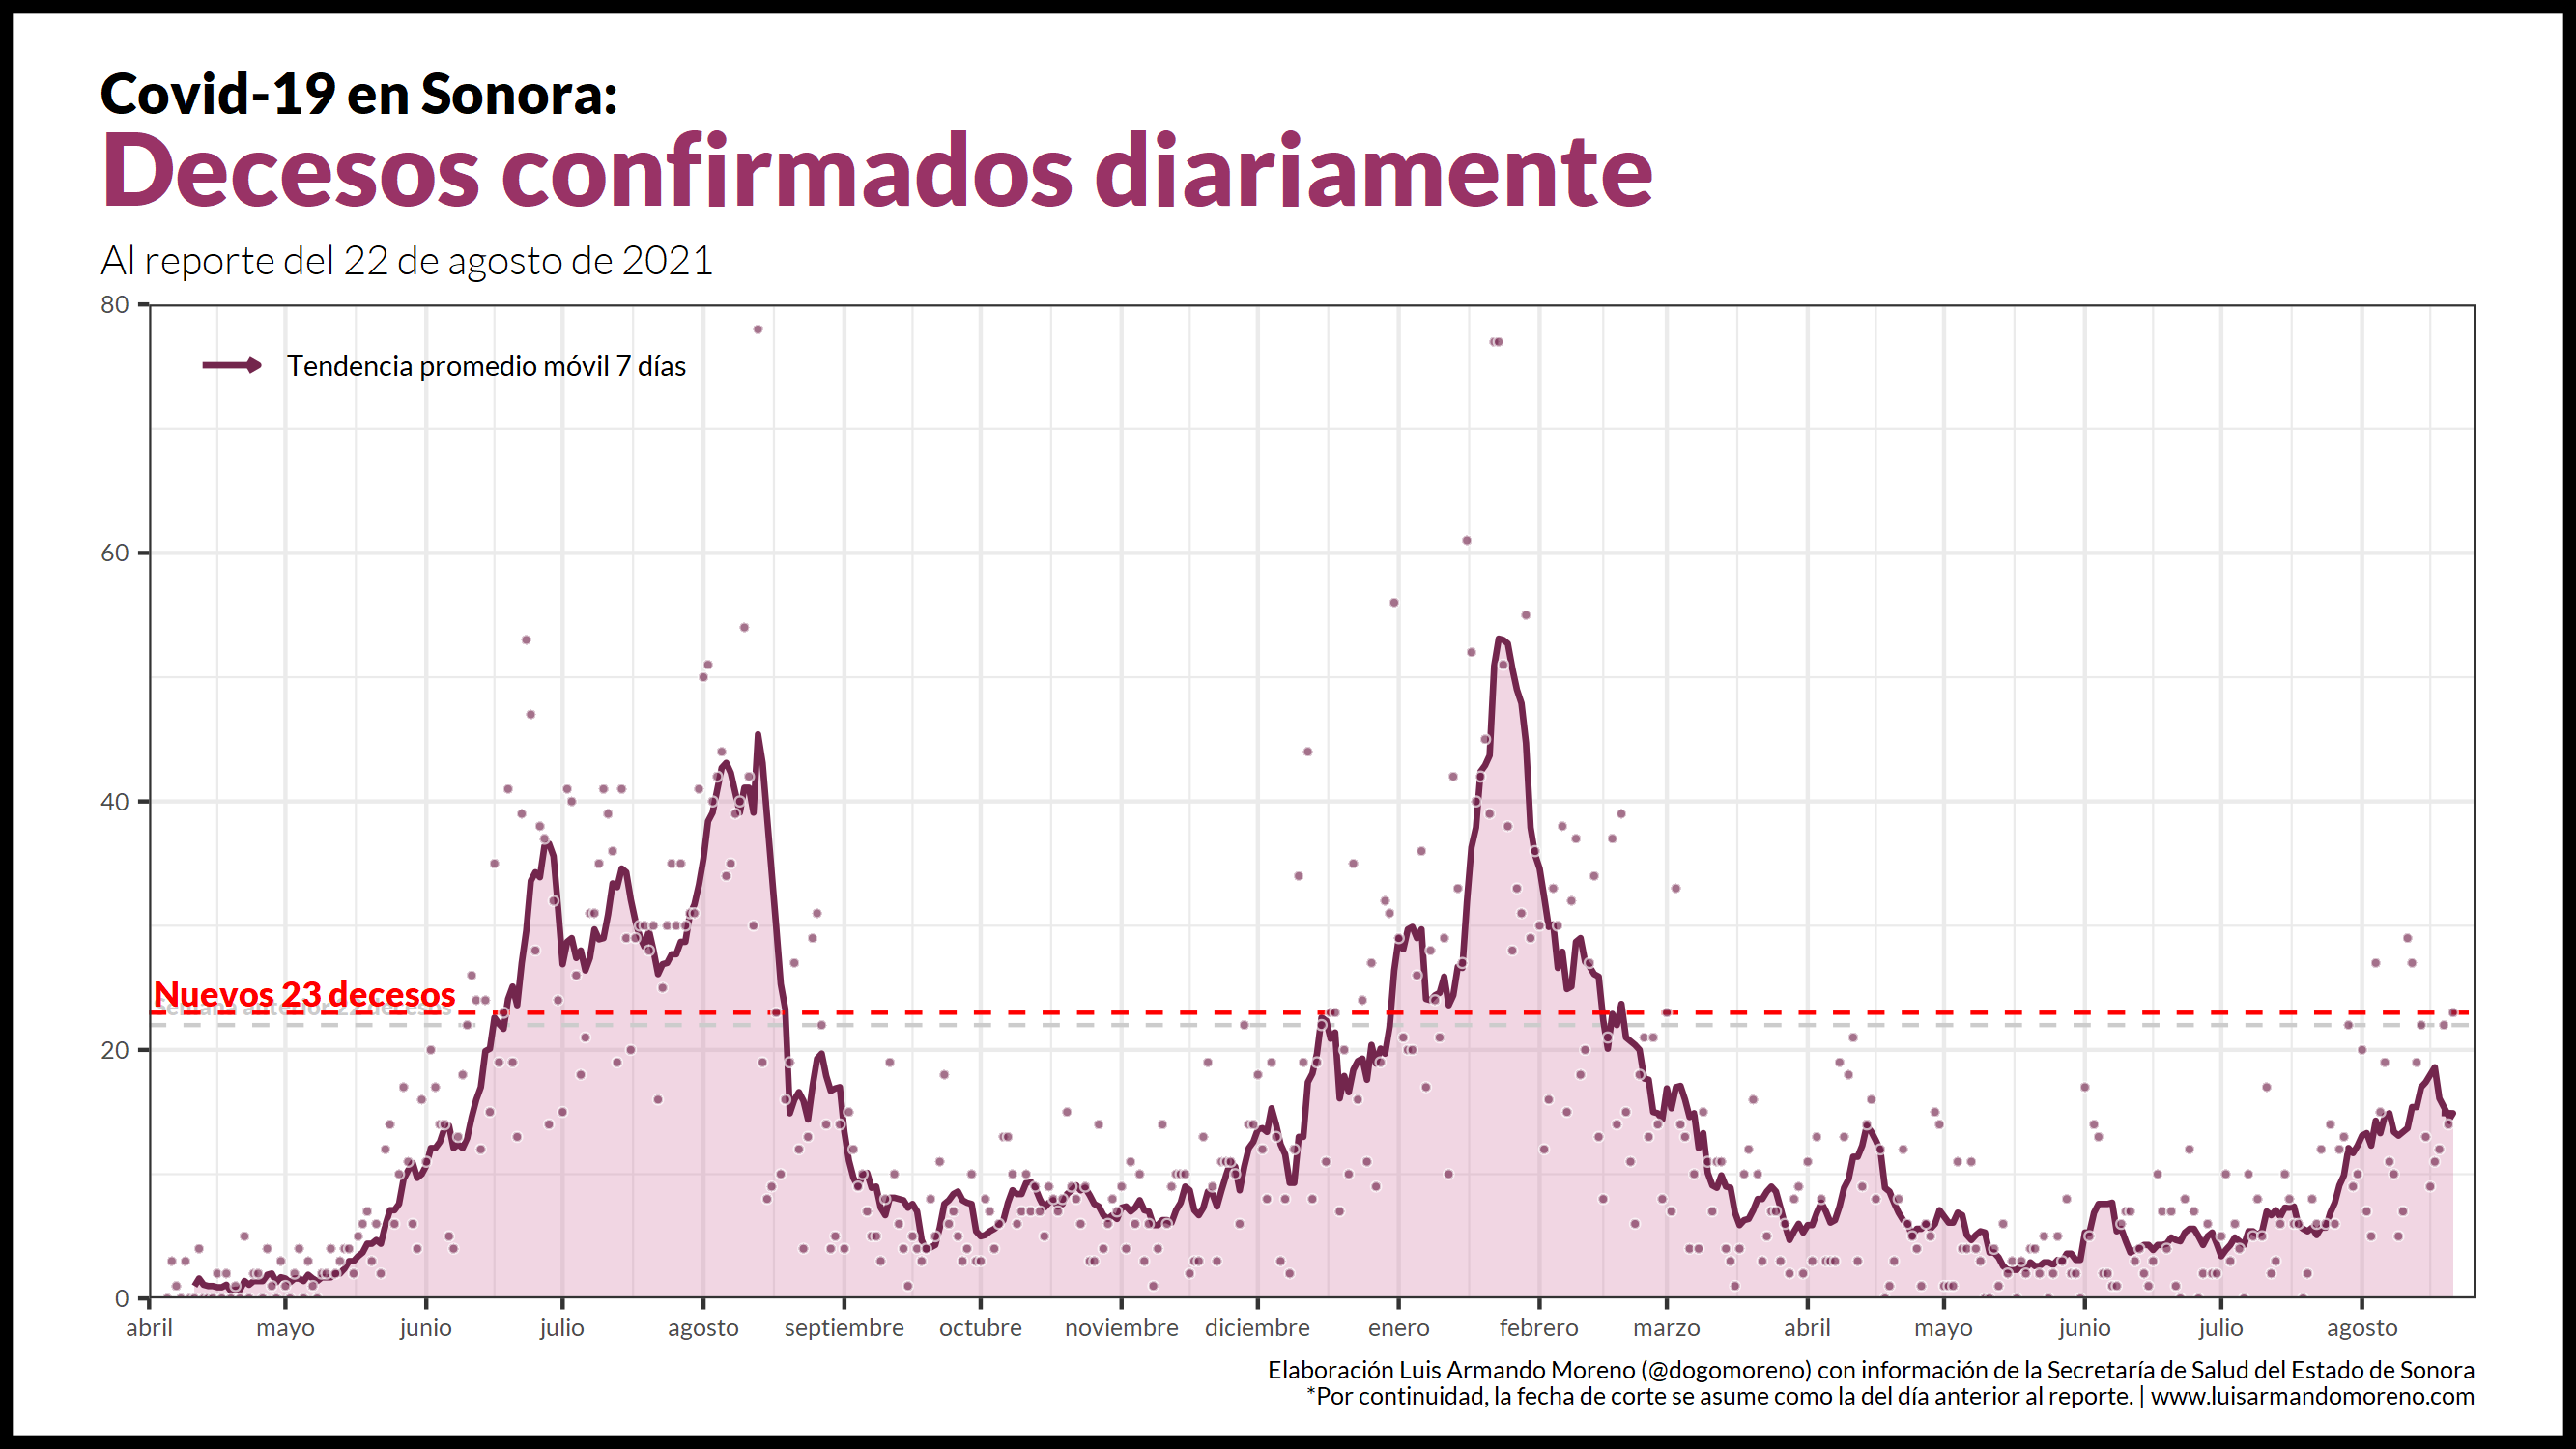 Covid-19 en Sonora:
Decesos confirmados diariamente
Al reporte del 22 de agosto de 2021
80
Tendencia promedio móvil 7 días
60
40
Nuevos 23 decesos
Semana anterior 22 decesos
20
0
abril mayo junio julio agosto septiembre octubre noviembre diciembre enero febrero marzo abril mayo junio julio agosto
Elaboración Luis Armando Moreno (@dogomoreno) con información de la Secretaría de Salud del Estado de Sonora
*Por continuidad, la fecha de corte se asume como la del día anterior al reporte. | www.luisarmandomoreno.com